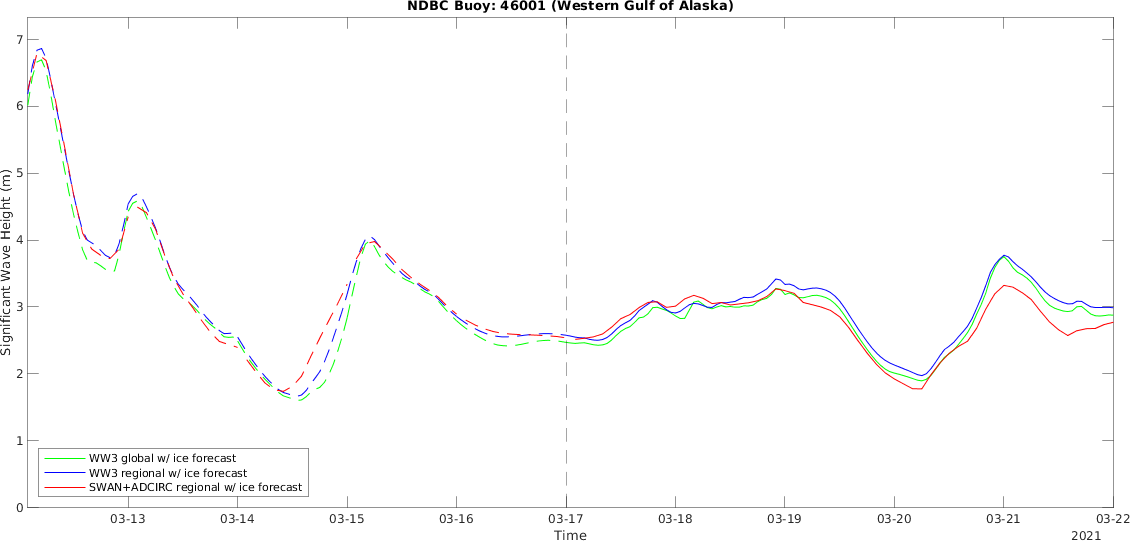 NDBC Buoy: 46001 (Western Gulf of Alaska)
Significant Wave Height (m)
7
6
5
4
3
2
1
0
WW3 global w/ ice forecast
WW3 regional w/ ice forecast
SWAN+ADCIRC regional w/ ice forecast
03-13 03-14 03-15 03-16 03-17 03-18 03-19 03-20 03-21 03-22
Time
2021